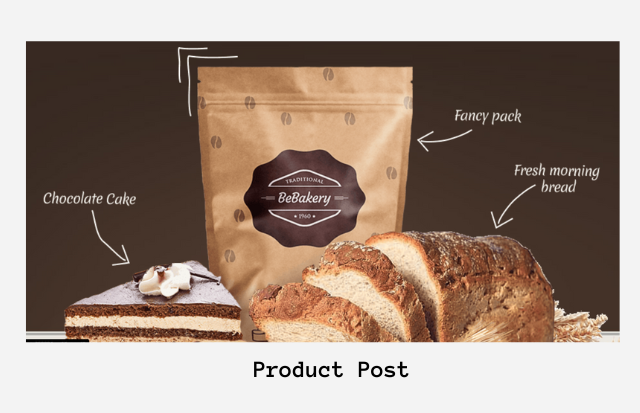 Fancy pack
Fresh morning
bread
Chocolate Cake
TRADITIONAL
BeBakery
1960
Product Post